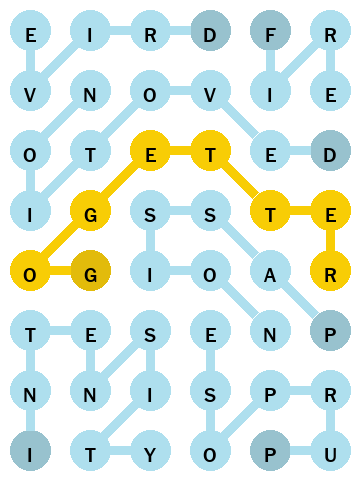 E I R D F R
V N O V I E
O T E T E D
I G S S T E
O G I O A R
T E S E N P
N N I S P R
I T Y O P U